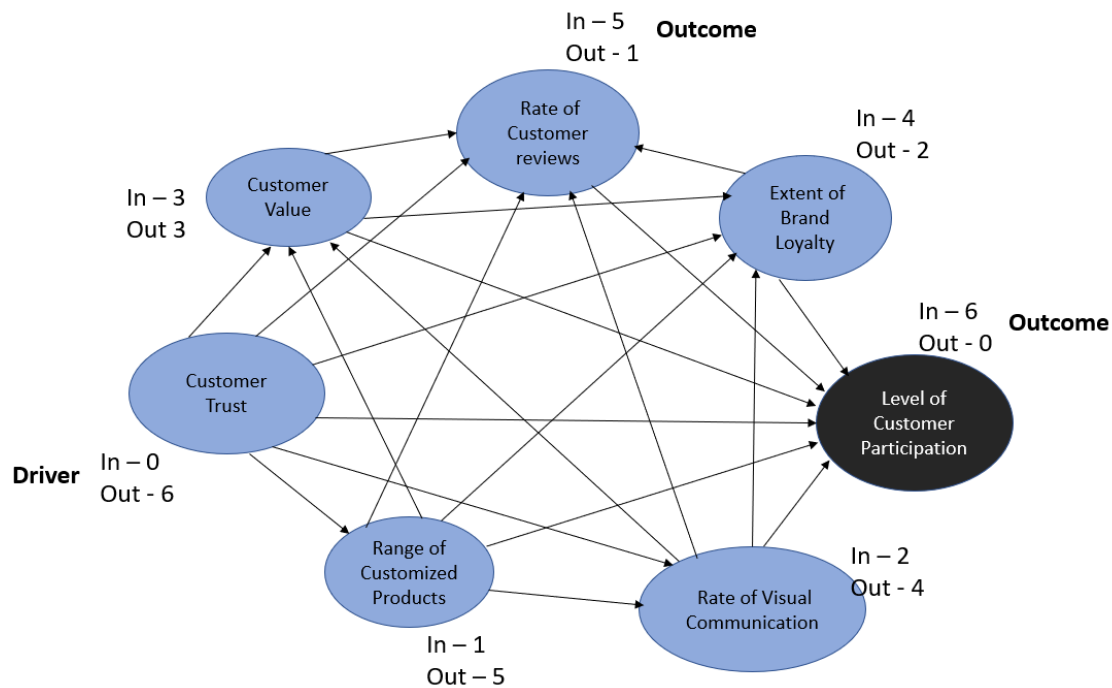 In – 5
Out - 1
Outcome
Rate of
Customer
reviews
In – 4
Out - 2
Customer
Value
In – 3
Out 3
Extent of
Brand
Loyalty
In – 6
Out - 0
Outcome
Customer
Trust
Level of
Customer
Participation
Driver
In – 0
Out - 6
Range of
Customized
Products
In – 1
Out – 5
Rate of Visual
Communication
In – 2
Out - 4